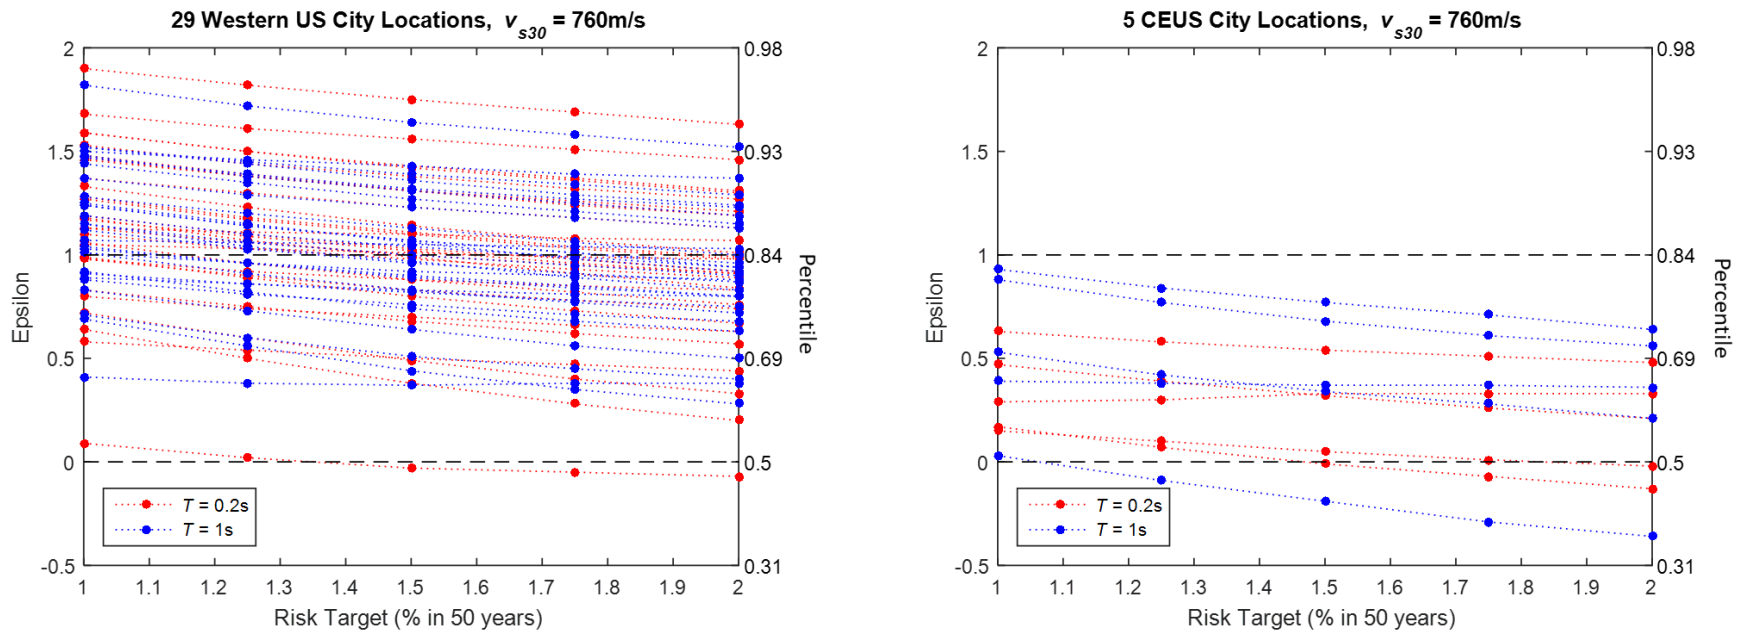 29 Western US City Locations, v_s30 = 760m/s
2
1.5
1
0.5
0
-0.5
Epsilon
0.98
0.93
0.84
0.69
0.5
0.31
Percentile
T = 0.2s
T = 1s
1 1.1 1.2 1.3 1.4 1.5 1.6 1.7 1.8 1.9 2
Risk Target (% in 50 years)
5 CEUS City Locations, v_s30 = 760m/s
2
1.5
1
0.5
0
-0.5
Epsilon
0.98
0.93
0.84
0.69
0.5
0.31
Percentile
T = 0.2s
T = 1s
1 1.1 1.2 1.3 1.4 1.5 1.6 1.7 1.8 1.9 2
Risk Target (% in 50 years)